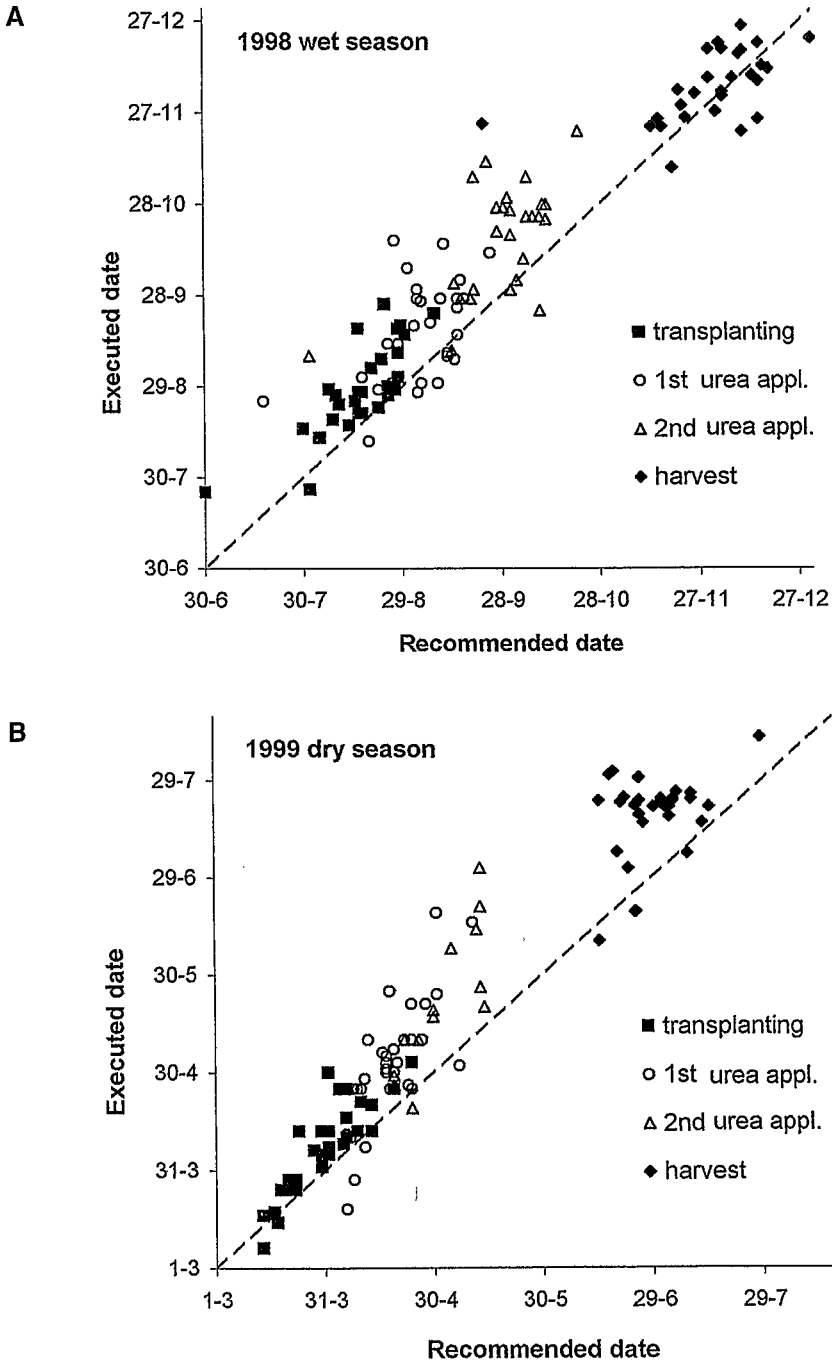 A
1998 wet season
27-12
27-11
28-10
28-9
29-8
30-7
30-6
Executed date
transplanting
1st urea appl.
2nd urea appl.
harvest
30-6 30-7 29-8 28-9 28-10 27-11 27-12
Recommended date
B
1999 dry season
29-7
29-6
30-5
30-4
31-3
1-3
Executed date
transplanting
1st urea appl.
2nd urea appl.
harvest
1-3 31-3 30-4 30-5 29-6 29-7
Recommended date